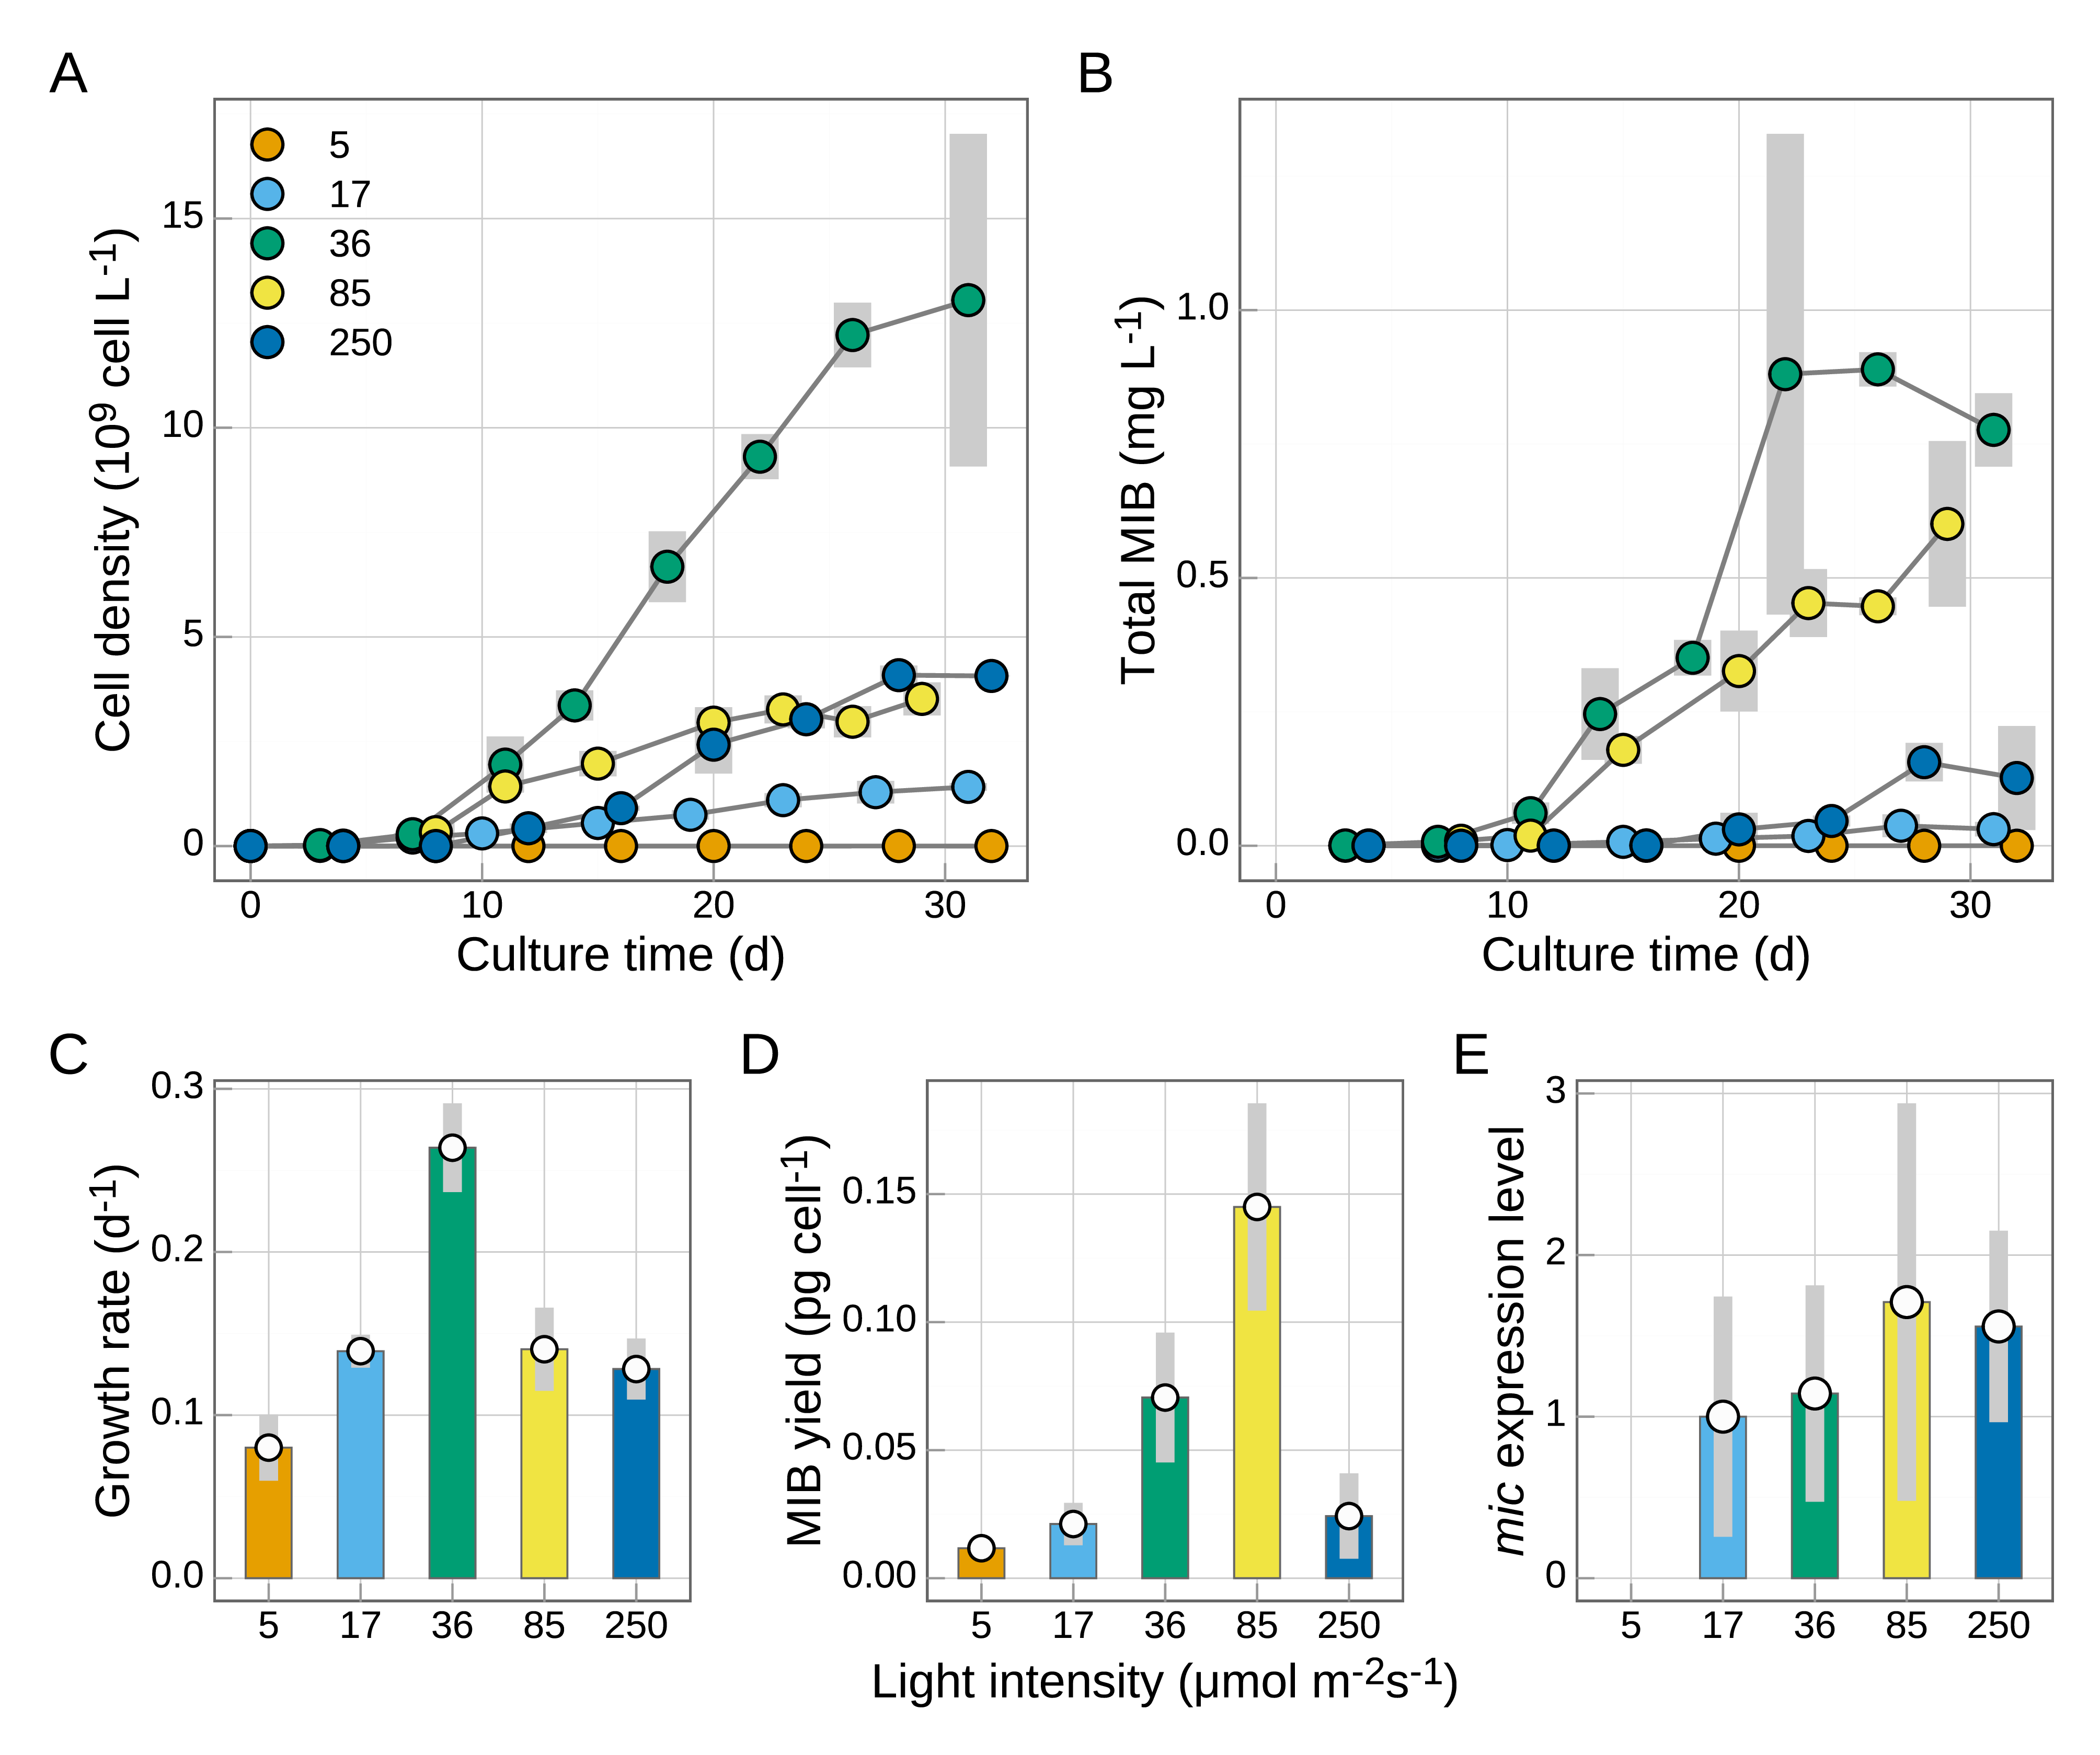 A
B
5
17
36
85
250
15
10
5
0
Cell density (10⁹ cell L⁻¹)
0 10 20 30
Culture time (d)
1.0
0.5
0.0
Total MIB (mg L⁻¹)
0 10 20 30
Culture time (d)
C
D
E
0.3
0.2
0.1
0.0
Growth rate (d⁻¹)
5 17 36 85 250
0.15
0.10
0.05
0.00
MIB yield (pg cell⁻¹)
5 17 36 85 250
3
2
1
0
mic expression level
5 17 36 85 250
Light intensity (μmol m⁻²s⁻¹)